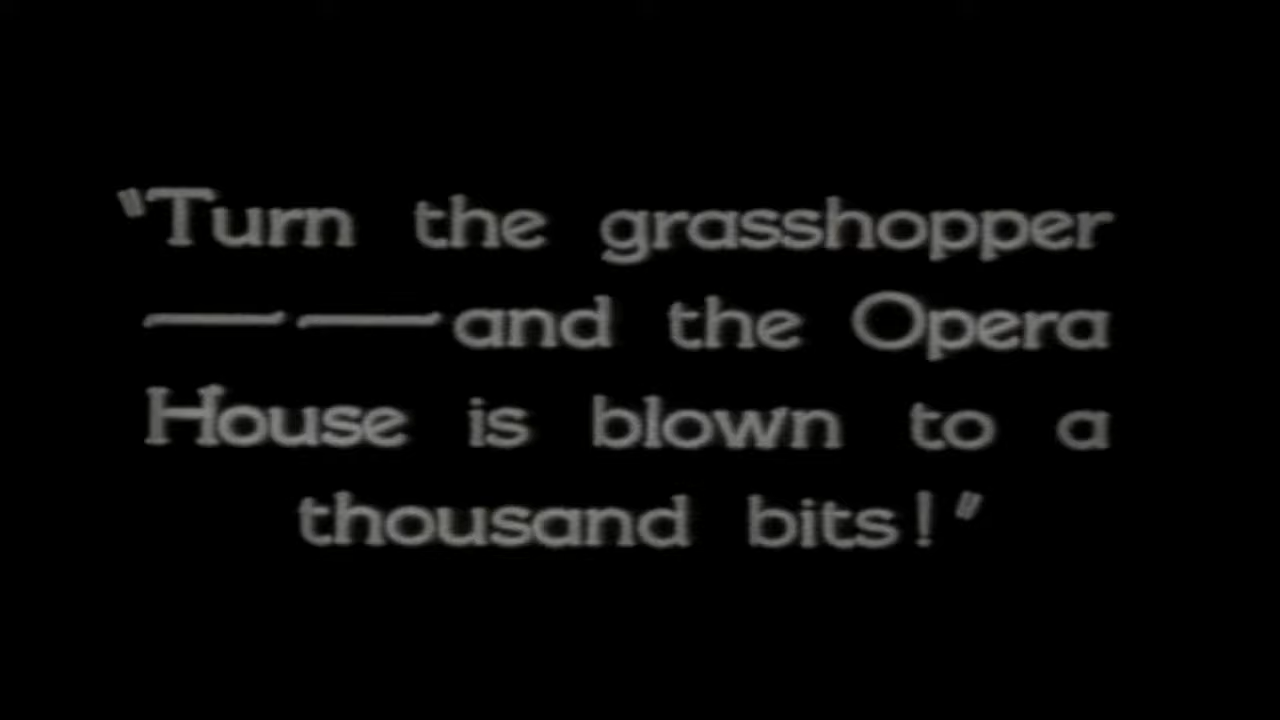 "Turn the grasshopper
— — and the Opera
House is blown to a
thousand bits!"